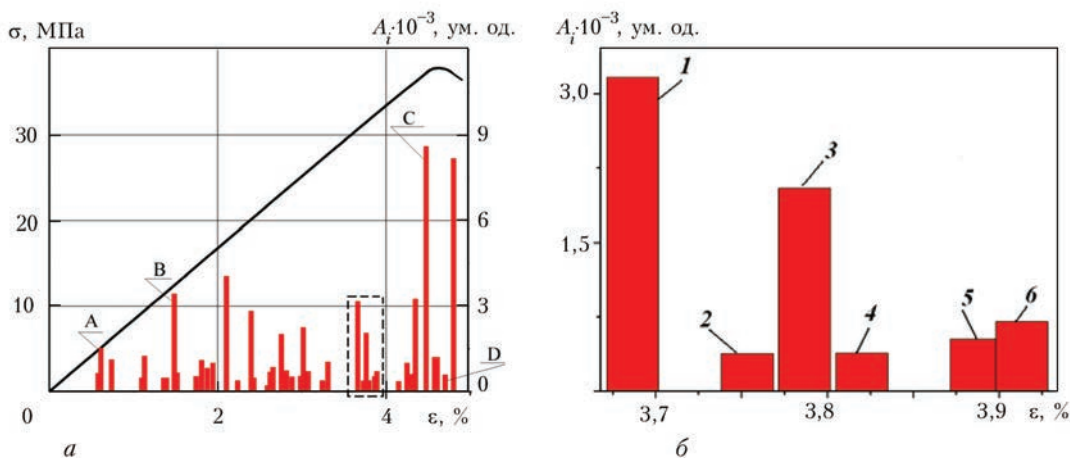 σ, МПа
A_i·10⁻³, ум. од.
30
20
10
0
2
4
ε, %
9
6
3
0
A
B
C
D
а
A_i·10⁻³, ум. од.
3,0
1,5
1
2
3
4
5
6
3,7
3,8
3,9
ε, %
б